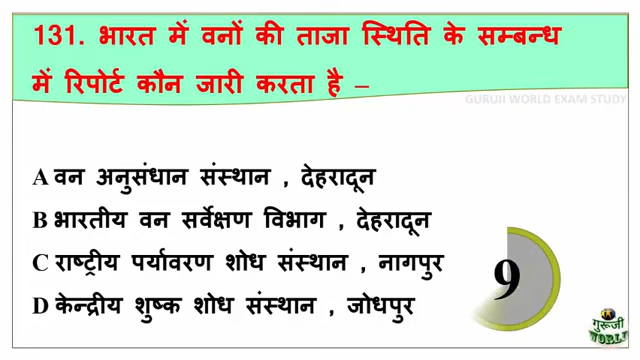 131. भारत में वनों की ताजा स्थिति के सम्बन्ध
में रिपोर्ट कौन जारी करता है –
GURUJI WORLD EXAM STUDY
A वन अनुसंधान संस्थान , देहरादून
B भारतीय वन सर्वेक्षण विभाग , देहरादून
C राष्ट्रीय पर्यावरण शोध संस्थान , नागपुर
D केन्द्रीय शुष्क शोध संस्थान , जोधपुर
9
गुरूजी
WORLD